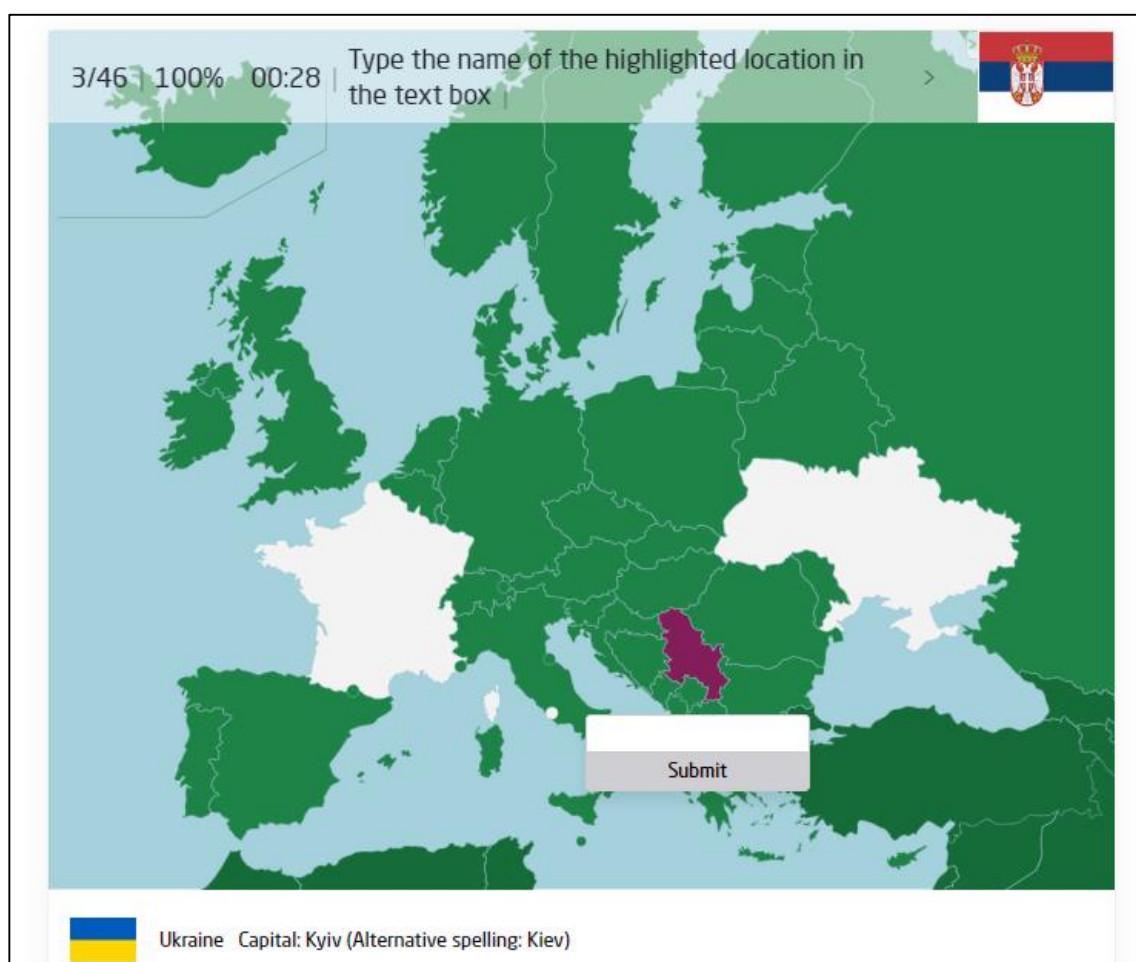 3/46 | 100% 00:28 | Type the name of the highlighted location in
the text box |
Submit
Ukraine Capital: Kyiv (Alternative spelling: Kiev)